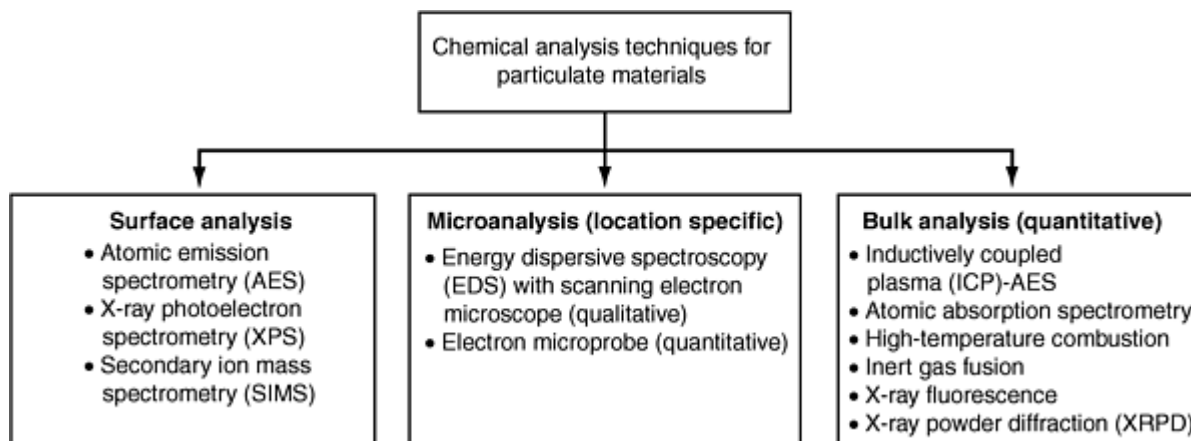 Chemical analysis techniques for
particulate materials
Surface analysis
• Atomic emission
spectrometry (AES)
• X-ray photoelectron
spectrometry (XPS)
• Secondary ion mass
spectrometry (SIMS)
Microanalysis (location specific)
• Energy dispersive spectroscopy
(EDS) with scanning electron
microscope (qualitative)
• Electron microprobe (quantitative)
Bulk analysis (quantitative)
• Inductively coupled
plasma (ICP)-AES
• Atomic absorption spectrometry
• High-temperature combustion
• Inert gas fusion
• X-ray fluorescence
• X-ray powder diffraction (XRPD)